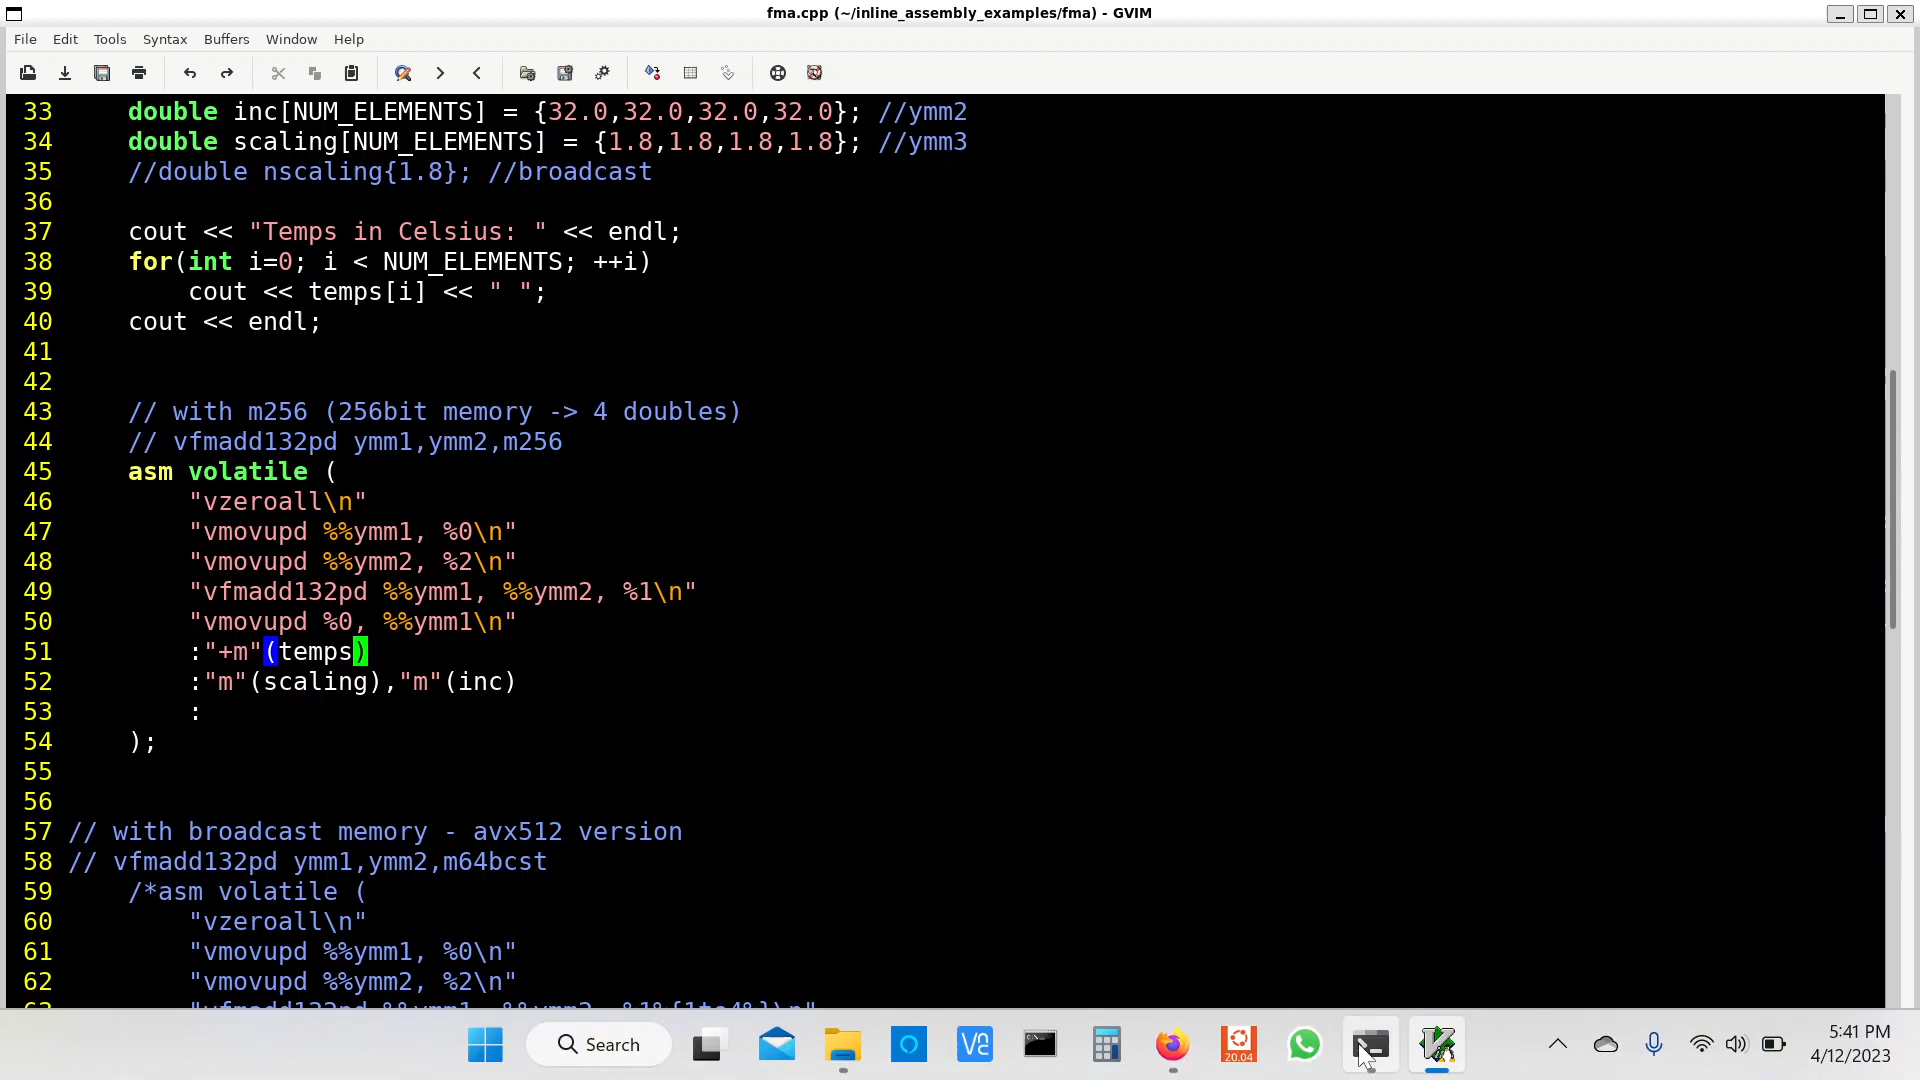 fma.cpp (~/inline_assembly_examples/fma) - GVIM
File Edit Tools Syntax Buffers Window Help
33     double inc[NUM_ELEMENTS] = {32.0,32.0,32.0,32.0}; //ymm2
34     double scaling[NUM_ELEMENTS] = {1.8,1.8,1.8,1.8}; //ymm3
35     //double nscaling{1.8}; //broadcast
36
37     cout << "Temps in Celsius: " << endl;
38     for(int i=0; i < NUM_ELEMENTS; ++i)
39         cout << temps[i] << " ";
40     cout << endl;
41
42
43     // with m256 (256bit memory -> 4 doubles)
44     // vfmadd132pd ymm1,ymm2,m256
45     asm volatile (
46         "vzeroall\n"
47         "vmovupd %%ymm1, %0\n"
48         "vmovupd %%ymm2, %2\n"
49         "vfmadd132pd %%ymm1, %%ymm2, %1\n"
50         "vmovupd %0, %%ymm1\n"
51         :"+m"(temps)
52         :"m"(scaling),"m"(inc)
53         :
54     );
55
56
57 // with broadcast memory - avx512 version
58 // vfmadd132pd ymm1,ymm2,m64bcst
59     /*asm volatile (
60         "vzeroall\n"
61         "vmovupd %%ymm1, %0\n"
62         "vmovupd %%ymm2, %2\n"
63         "vfmadd132pd %%ymm1, %%ymm2, %1%{1to4%}\n"
Search
20.04
5:41 PM
4/12/2023